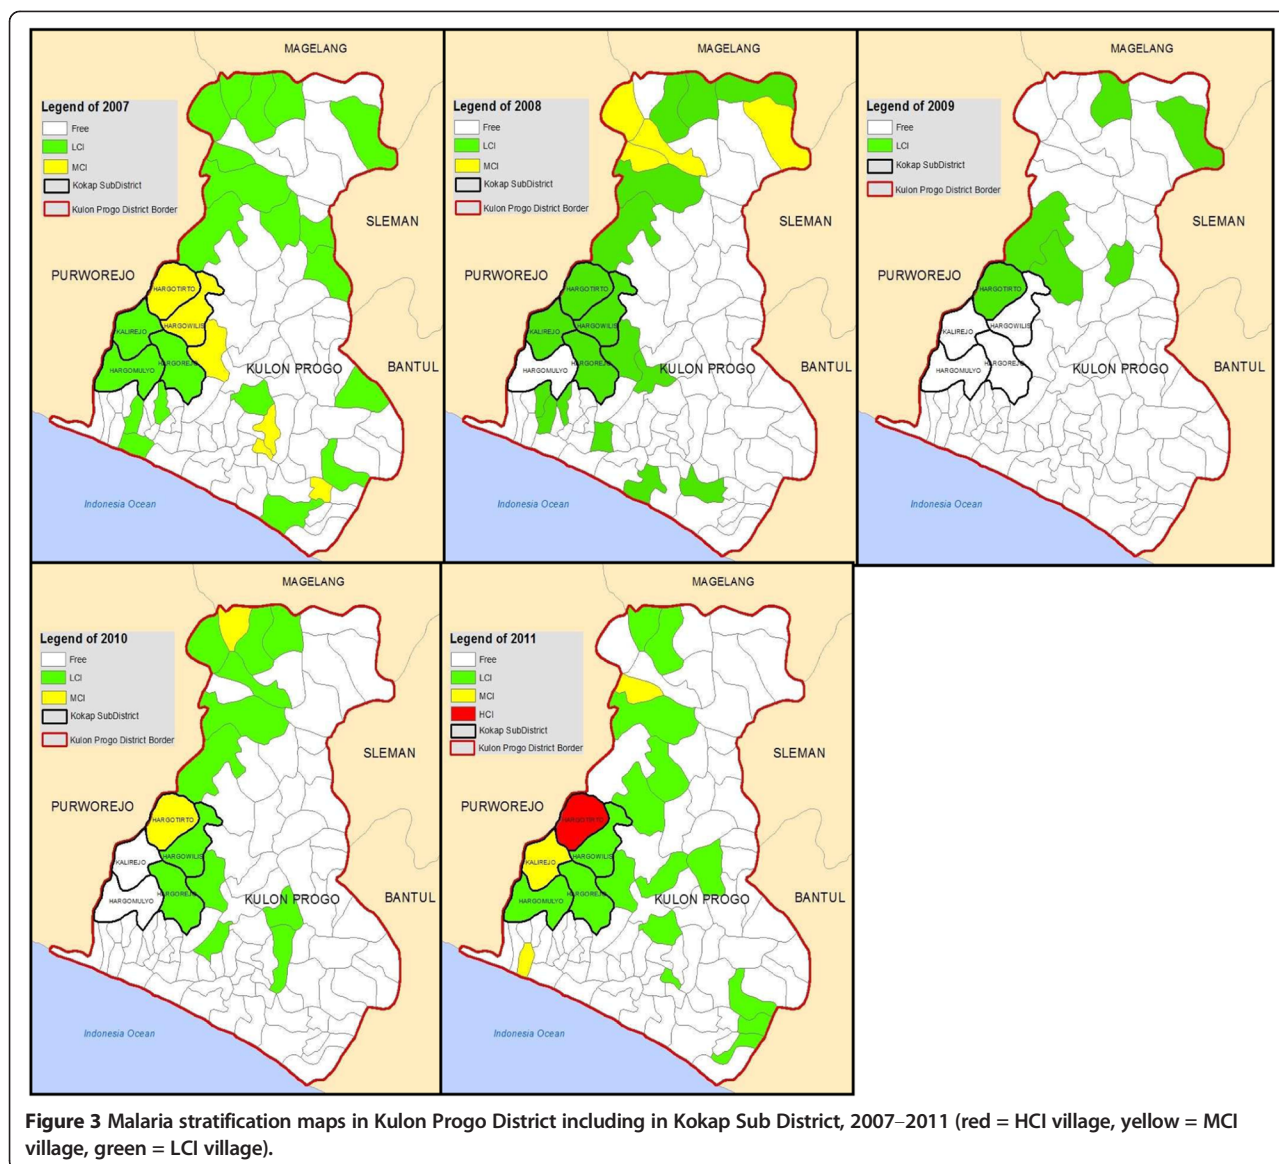 MAGELANG
Legend of 2007
Free
LCI
MCI
Kokap SubDistrict
Kulon Progo District Border
SLEMAN
PURWOREJO
HARGOTIRTO
KALIREJO
HARGOWILIS
HARGOREJO
HARGOMULYO
KULON PROGO
BANTUL
Indonesia Ocean
MAGELANG
Legend of 2008
Free
LCI
MCI
Kokap SubDistrict
Kulon Progo District Border
SLEMAN
PURWOREJO
HARGOTIRTO
KALIREJO
HARGOWILIS
HARGOREJO
HARGOMULYO
KULON PROGO
BANTUL
Indonesia Ocean
MAGELANG
Legend of 2009
Free
LCI
Kokap SubDistrict
Kulon Progo District Border
SLEMAN
PURWOREJO
HARGOTIRTO
KALIREJO
HARGOWILIS
HARGOREJO
HARGOMULYO
KULON PROGO
BANTUL
Indonesia Ocean
MAGELANG
Legend of 2010
Free
LCI
MCI
Kokap SubDistrict
Kulon Progo District Border
SLEMAN
PURWOREJO
HARGOTIRTO
KALIREJO
HARGOWILIS
HARGOREJO
HARGOMULYO
KULON PROGO
BANTUL
Indonesia Ocean
MAGELANG
Legend of 2011
Free
LCI
MCI
HCI
Kokap SubDistrict
Kulon Progo District Border
SLEMAN
PURWOREJO
HARGOTIRTO
KALIREJO
HARGOWILIS
HARGOREJO
HARGOMULYO
KULON PROGO
BANTUL
Indonesia Ocean
Figure 3 Malaria stratification maps in Kulon Progo District including in Kokap Sub District, 2007–2011 (red = HCI village, yellow = MCI
village, green = LCI village).